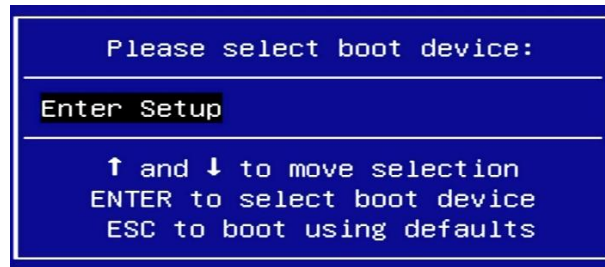 Please select boot device:
Enter Setup
↑ and ↓ to move selection
ENTER to select boot device
ESC to boot using defaults